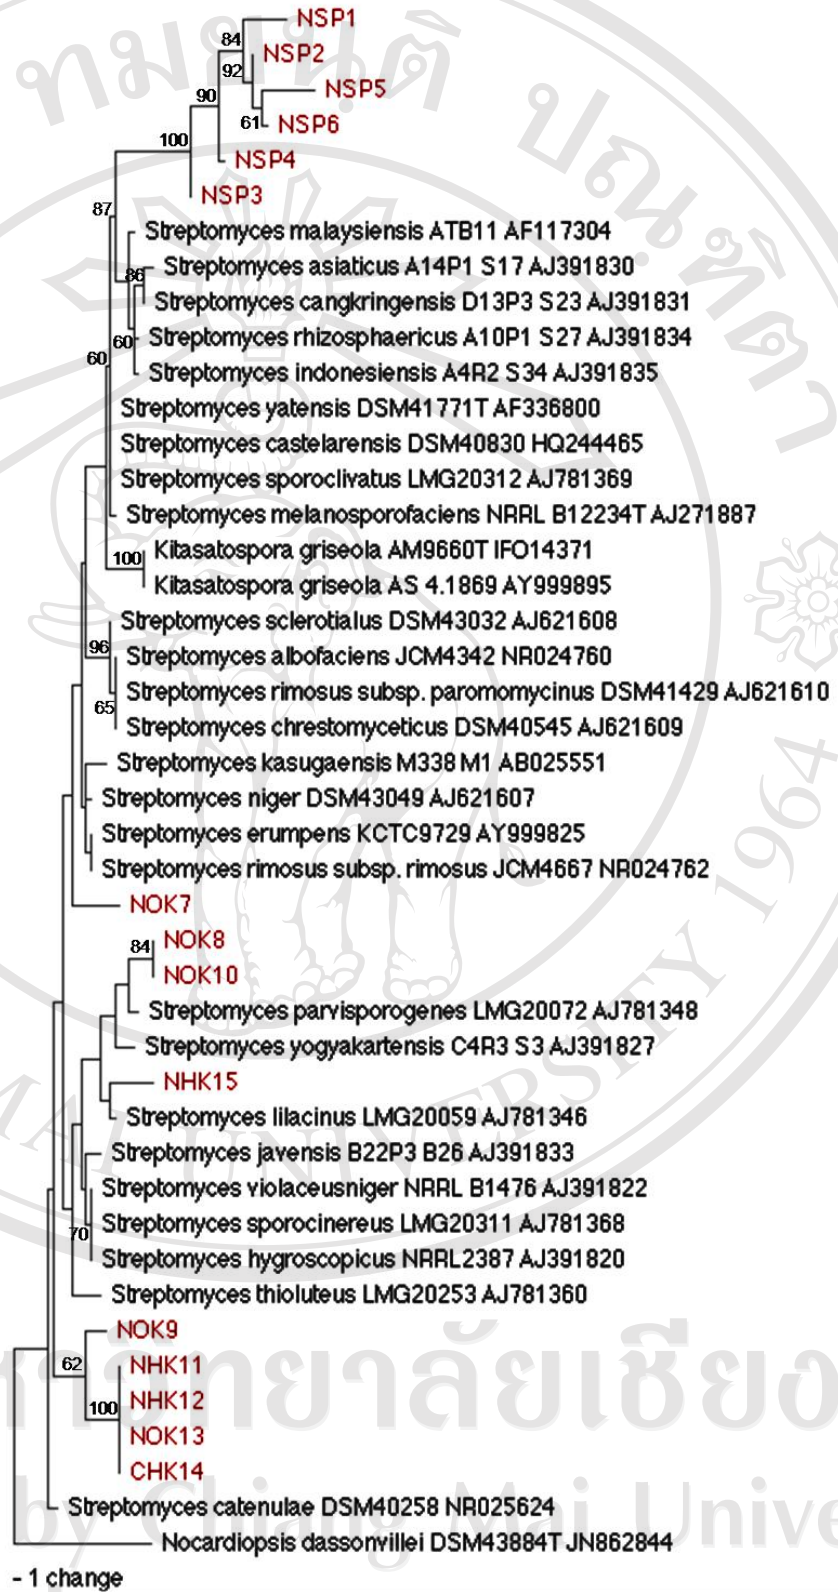 NSP1
84
NSP2
92
NSP5
90
61
NSP6
100
NSP4
NSP3
87
Streptomyces malaysiensis ATB11 AF117304
86
Streptomyces asiaticus A14P1 S17 AJ391830
Streptomyces cangkringensis D13P3 S23 AJ391831
60
Streptomyces rhizosphaericus A10P1 S27 AJ391834
60
Streptomyces indonesiensis A4R2 S34 AJ391835
Streptomyces yatensis DSM41771T AF336800
Streptomyces castelarensis DSM40830 HQ244465
Streptomyces sporoclivatus LMG20312 AJ781369
Streptomyces melanosporofaciens NRRL B12234T AJ271887
100
Kitasatospora griseola AM9660T IFO14371
Kitasatospora griseola AS 4.1869 AY999895
Streptomyces sclerotialus DSM43032 AJ621608
96
Streptomyces albofaciens JCM4342 NR024760
Streptomyces rimosus subsp. paromomycinus DSM41429 AJ621610
65
Streptomyces chrestomyceticus DSM40545 AJ621609
Streptomyces kasugaensis M338 M1 AB025551
Streptomyces niger DSM43049 AJ621607
Streptomyces erumpens KCTC9729 AY999825
Streptomyces rimosus subsp. rimosus JCM4667 NR024762
NOK7
84
NOK8
NOK10
Streptomyces parvisporogenes LMG20072 AJ781348
Streptomyces yogyakartensis C4R3 S3 AJ391827
NHK15
Streptomyces lilacinus LMG20059 AJ781346
Streptomyces javensis B22P3 B26 AJ391833
Streptomyces violaceusniger NRRL B1476 AJ391822
Streptomyces sporocinereus LMG20311 AJ781368
70
Streptomyces hygroscopicus NRRL2387 AJ391820
Streptomyces thioluteus LMG20253 AJ781360
NOK9
62
NHK11
NHK12
100
NOK13
CHK14
Streptomyces catenulae DSM40258 NR025624
Nocardiopsis dassonvillei DSM43884T JN862844
- 1 change
MAI UNIVERSITY 1964
by Chiang Mai Unive